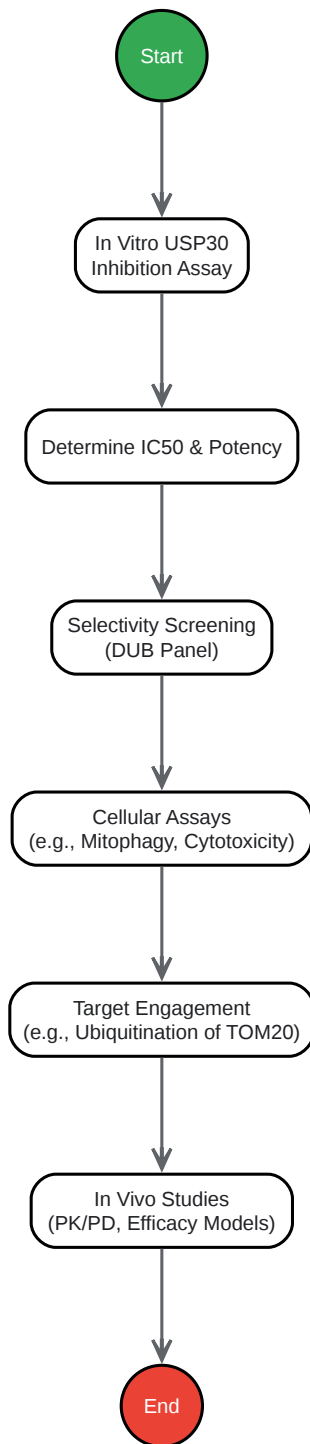 Start
In Vitro USP30
Inhibition Assay
Determine IC50 & Potency
Selectivity Screening
(DUB Panel)
Cellular Assays
(e.g., Mitophagy, Cytotoxicity)
Target Engagement
(e.g., Ubiquitination of TOM20)
In Vivo Studies
(PK/PD, Efficacy Models)
End